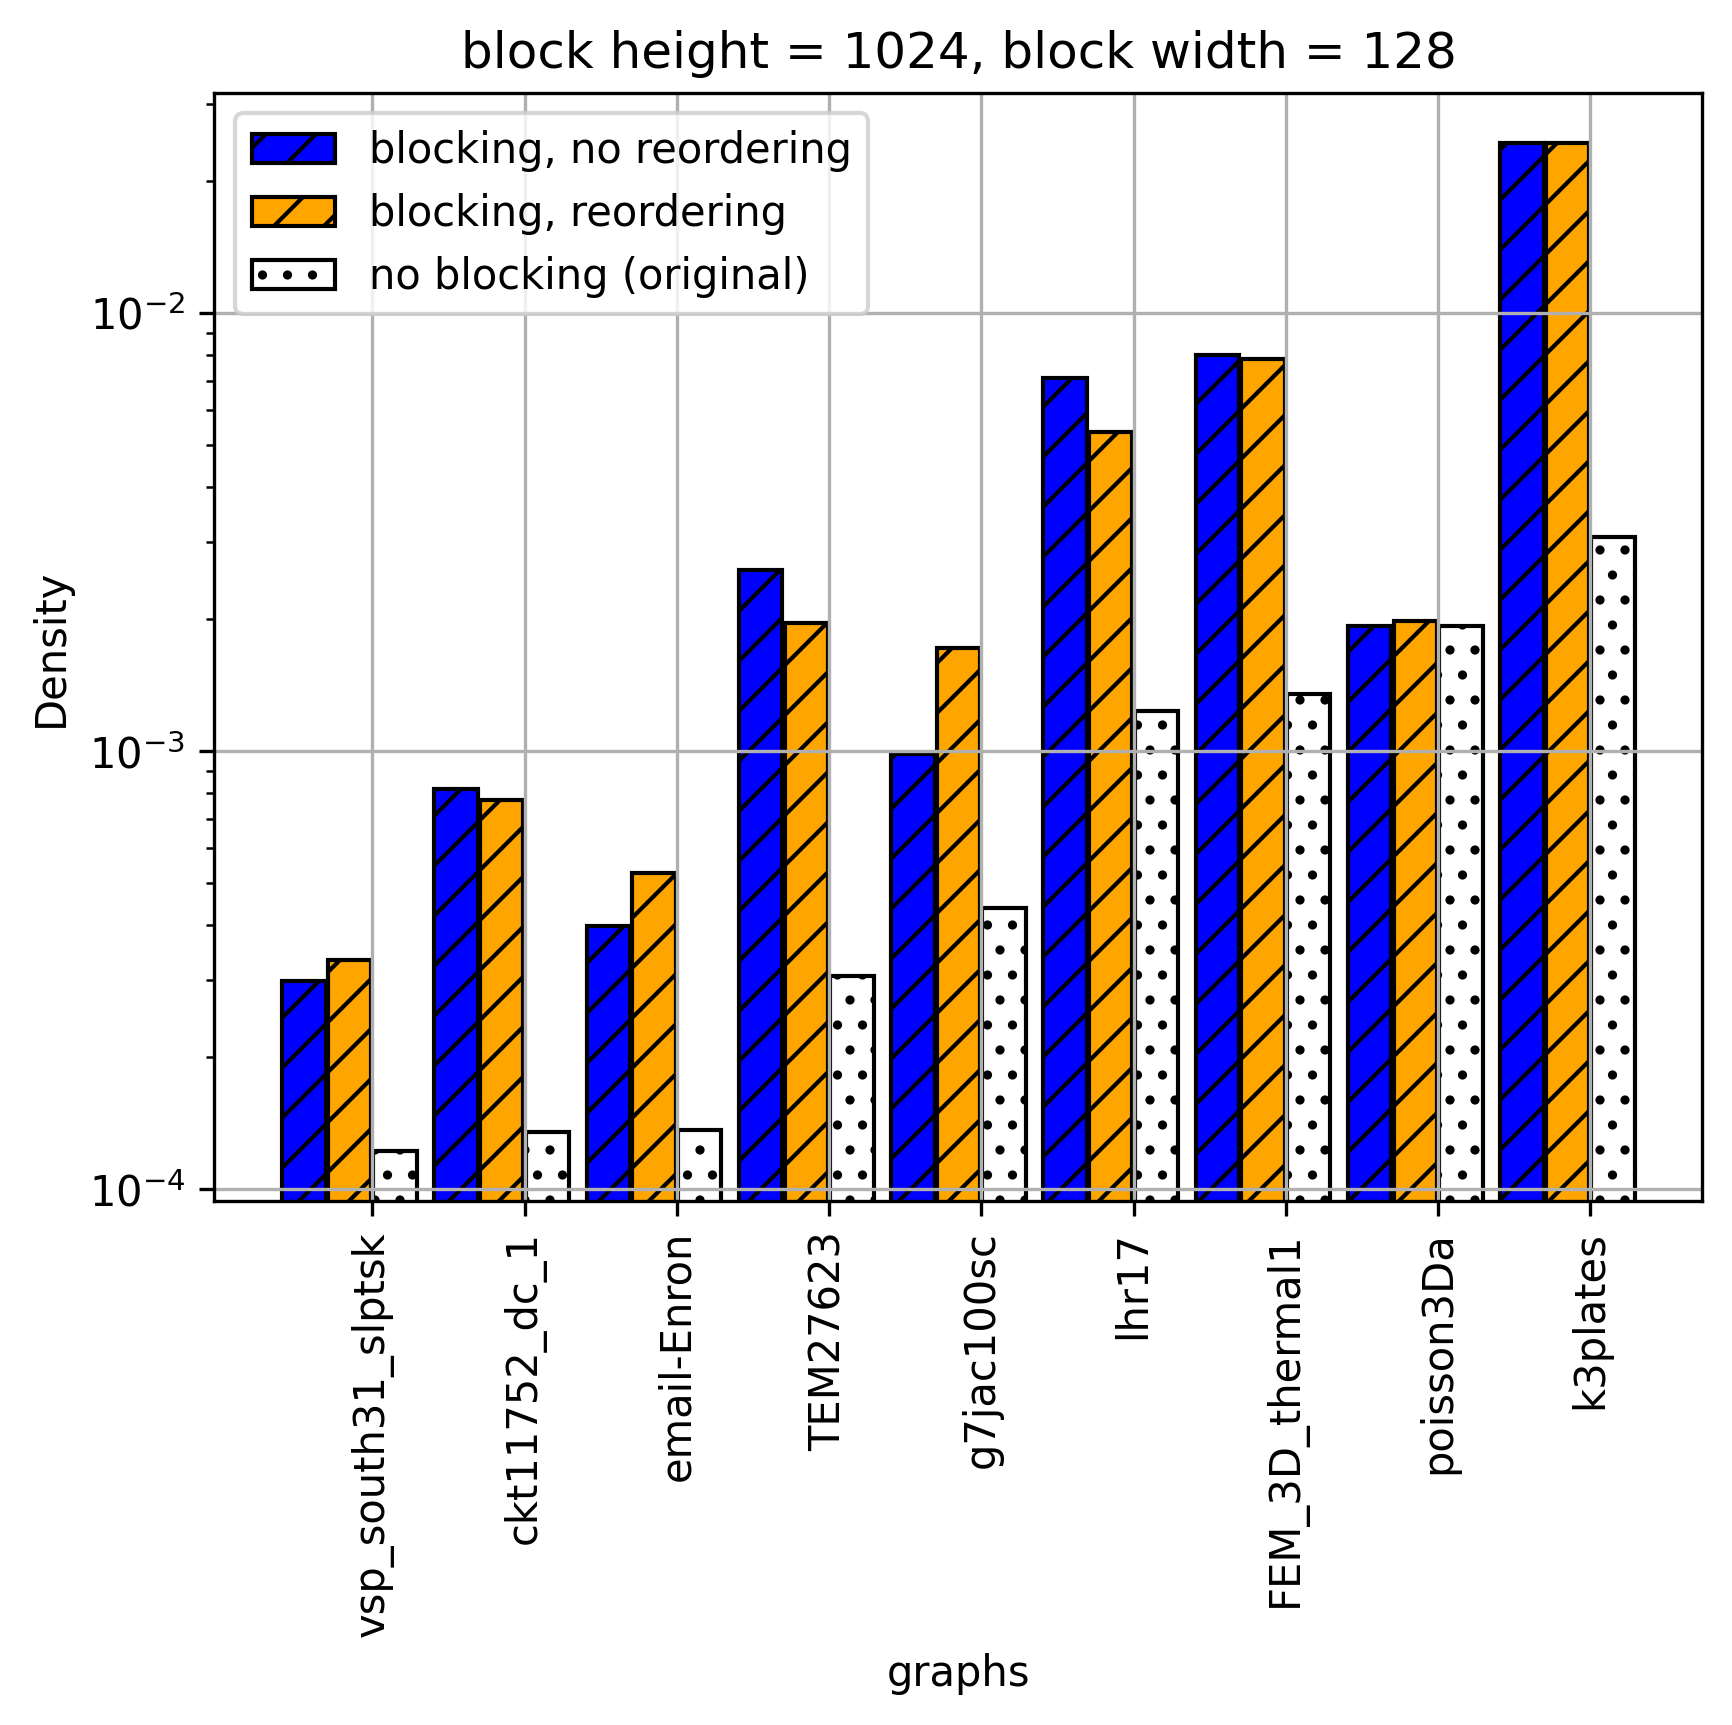 block height = 1024, block width = 128
blocking, no reordering
blocking, reordering
no blocking (original)
Density
10⁻²
10⁻³
10⁻⁴
vsp_south31_slptsk
ckt11752_dc_1
email-Enron
TEM27623
g7jac100sc
lhr17
FEM_3D_thermal1
poisson3Da
k3plates
graphs